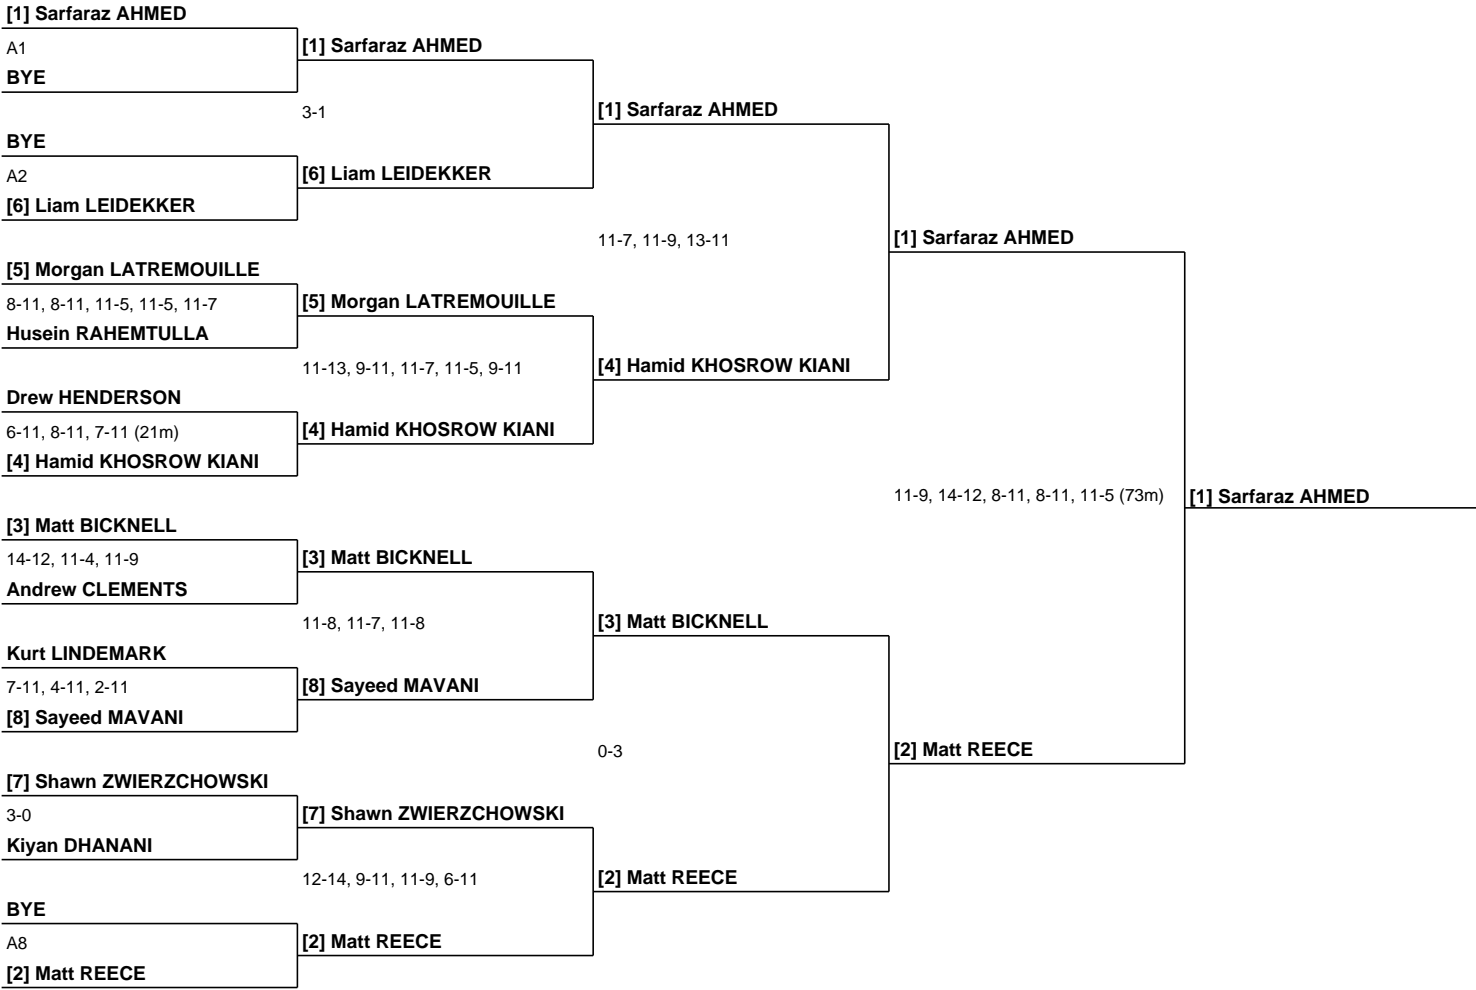 [1] Sarfaraz AHMED
A1
BYE
BYE
A2
[6] Liam LEIDEKKER
[5] Morgan LATREMOUILLE
8-11, 8-11, 11-5, 11-5, 11-7
Husein RAHEMTULLA
Drew HENDERSON
6-11, 8-11, 7-11 (21m)
[4] Hamid KHOSROW KIANI
[3] Matt BICKNELL
14-12, 11-4, 11-9
Andrew CLEMENTS
Kurt LINDEMARK
7-11, 4-11, 2-11
[8] Sayeed MAVANI
[7] Shawn ZWIERZCHOWSKI
3-0
Kiyan DHANANI
BYE
A8
[2] Matt REECE
[1] Sarfaraz AHMED
3-1
[6] Liam LEIDEKKER
[5] Morgan LATREMOUILLE
11-13, 9-11, 11-7, 11-5, 9-11
[4] Hamid KHOSROW KIANI
[3] Matt BICKNELL
11-8, 11-7, 11-8
[8] Sayeed MAVANI
[7] Shawn ZWIERZCHOWSKI
12-14, 9-11, 11-9, 6-11
[2] Matt REECE
[1] Sarfaraz AHMED
11-7, 11-9, 13-11
[4] Hamid KHOSROW KIANI
[3] Matt BICKNELL
0-3
[2] Matt REECE
[1] Sarfaraz AHMED
11-9, 14-12, 8-11, 8-11, 11-5 (73m)
[2] Matt REECE
[1] Sarfaraz AHMED